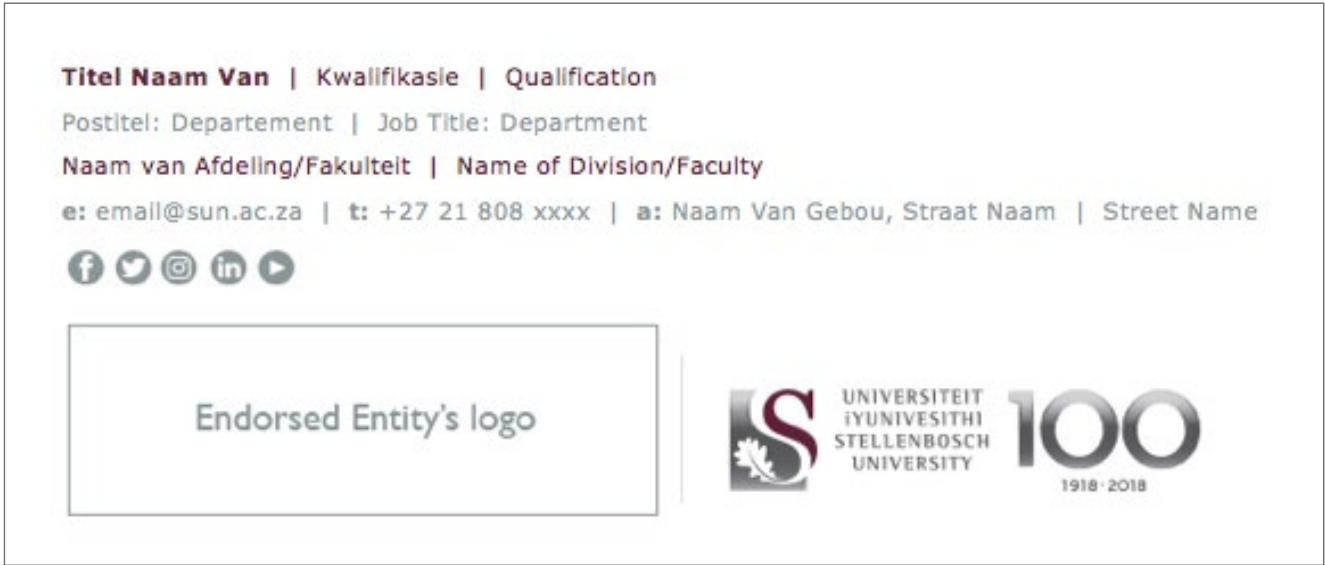 Titel Naam Van | Kwalifikasie | Qualification
Postitel: Departement | Job Title: Department
Naam van Afdeling/Fakulteit | Name of Division/Faculty
e: email@sun.ac.za | t: +27 21 808 xxxx | a: Naam Van Gebou, Straat Naam | Street Name
Endorsed Entity's logo
UNIVERSITEIT
iYUNIVESITHI
STELLENBOSCH
UNIVERSITY
100
1918·2018